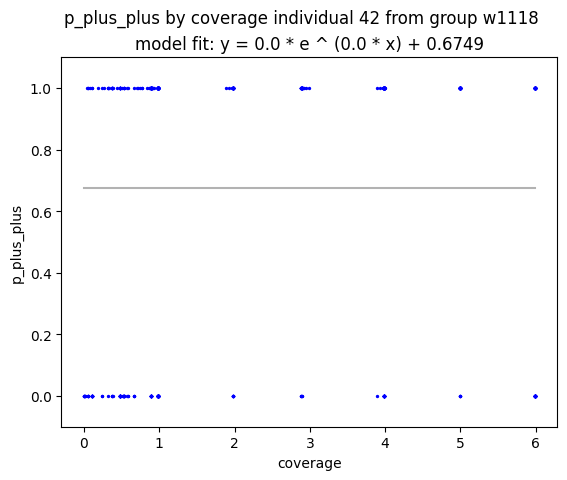 p_plus_plus by coverage individual 42 from group w1118
model fit: y = 0.0 * e ^ (0.0 * x) + 0.6749
1.0
0.8
0.6
0.4
0.2
0.0
p_plus_plus
0 1 2 3 4 5 6
coverage